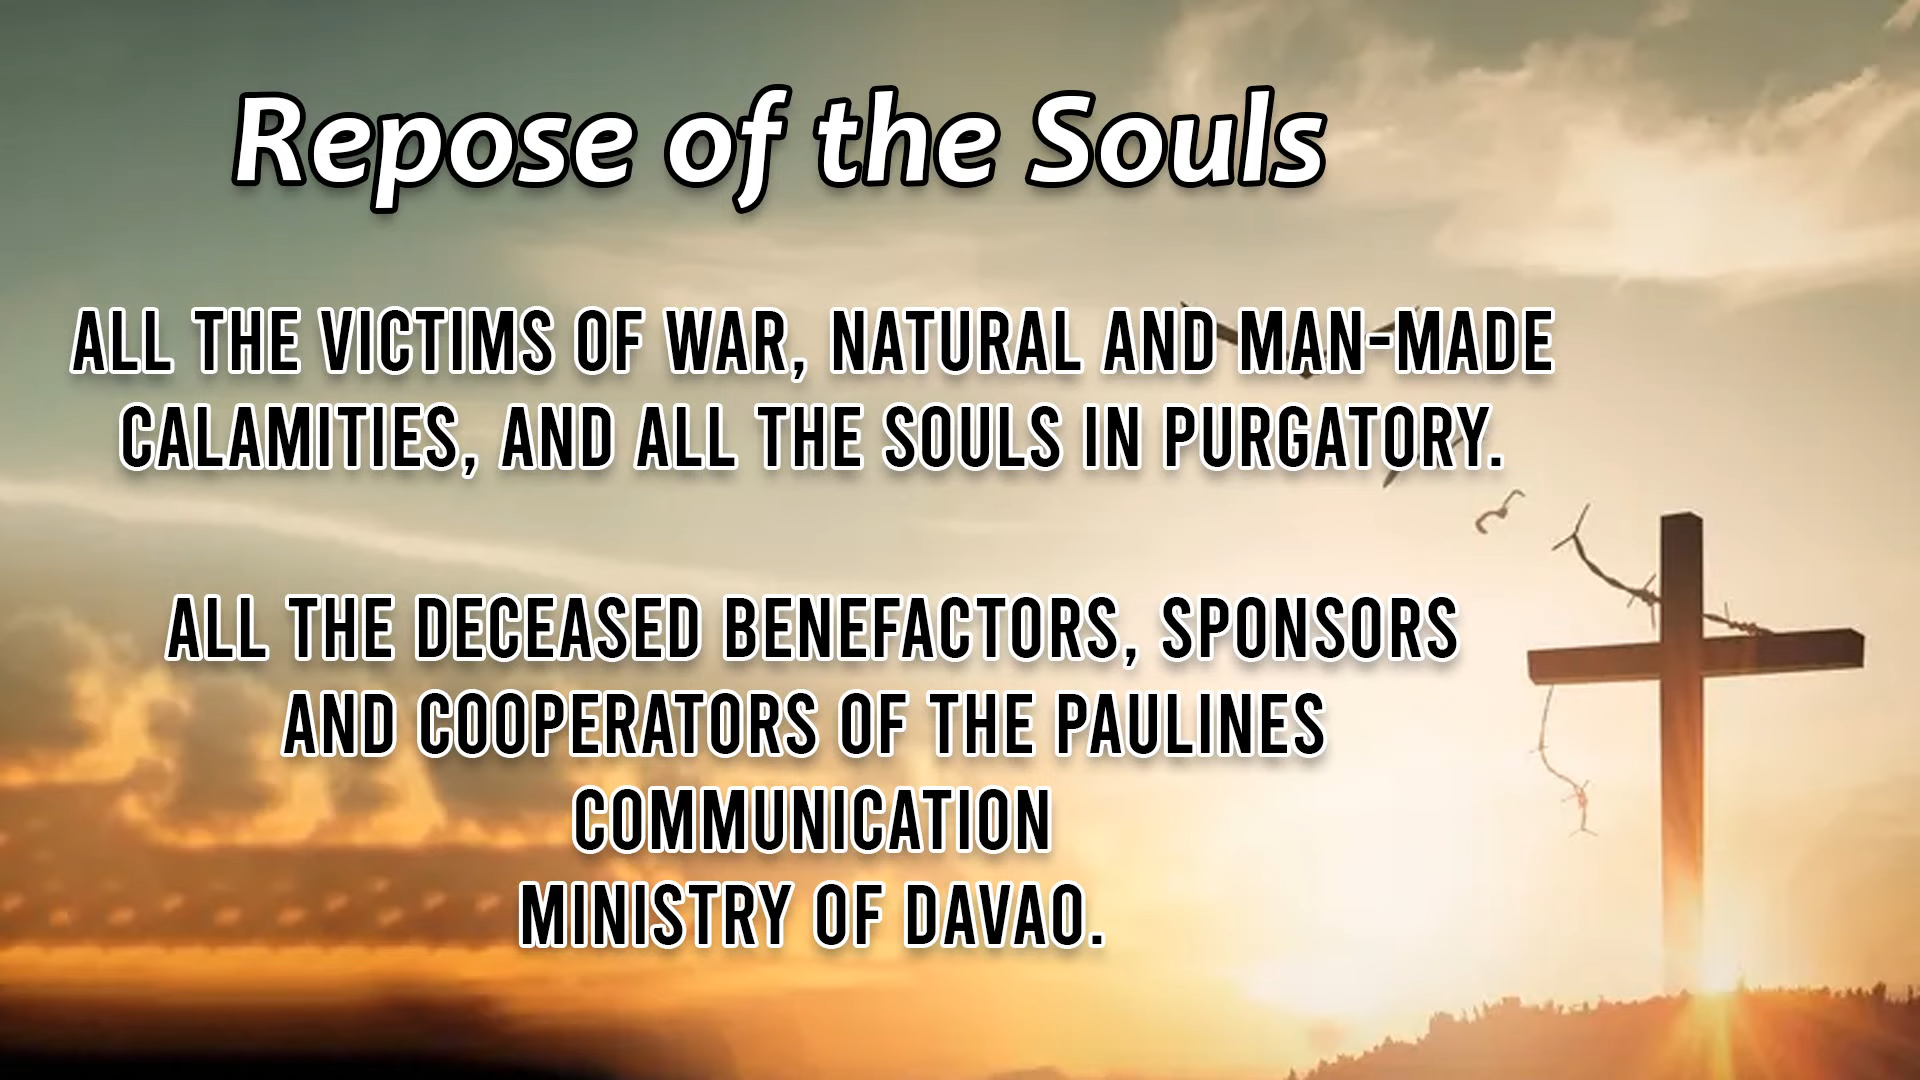 Repose of the Souls
ALL THE VICTIMS OF WAR, NATURAL AND MAN-MADE
CALAMITIES, AND ALL THE SOULS IN PURGATORY.
ALL THE DECEASED BENEFACTORS, SPONSORS
AND COOPERATORS OF THE PAULINES
COMMUNICATION
MINISTRY OF DAVAO.